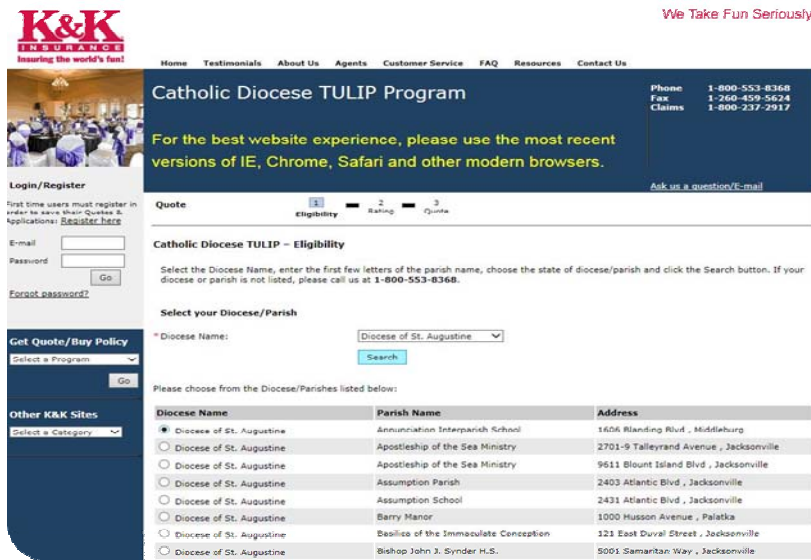 We Take Fun Seriously
K&K
INSURANCE
Insuring the world's fun!
Home Testimonials About Us Agents Customer Service FAQ Resources Contact Us
Catholic Diocese TULIP Program
Phone 1-800-553-8368
Fax 1-260-459-5624
Claims 1-800-237-2917
For the best website experience, please use the most recent
versions of IE, Chrome, Safari and other modern browsers.
Ask us a question/E-mail
Login/Register
First time users must register in
order to save their Quotes &
Applications: Register here
E-mail
Password
Go
Forgot password?
Get Quote/Buy Policy
Select a Program
Go
Other K&K Sites
Select a Category
Quote
1 2 3
Eligibility Rating Quote
Catholic Diocese TULIP – Eligibility
Select the Diocese Name, enter the first few letters of the parish name, choose the state of diocese/parish and click the Search button. If your
diocese or parish is not listed, please call us at 1-800-553-8368.
Select your Diocese/Parish
* Diocese Name: Diocese of St. Augustine
Search
Please choose from the Diocese/Parishes listed below:
Diocese Name Parish Name Address
Diocese of St. Augustine Annunciation Interparish School 1606 Blanding Blvd , Middleburg
Diocese of St. Augustine Apostleship of the Sea Ministry 2701-9 Talleyrand Avenue , Jacksonville
Diocese of St. Augustine Apostleship of the Sea Ministry 9611 Blount Island Blvd , Jacksonville
Diocese of St. Augustine Assumption Parish 2403 Atlantic Blvd , Jacksonville
Diocese of St. Augustine Assumption School 2431 Atlantic Blvd , Jacksonville
Diocese of St. Augustine Barry Manor 1000 Husson Avenue , Palatka
Diocese of St. Augustine Basilica of the Immaculate Conception 121 East Duval Street , Jacksonville
Diocese of St. Augustine Bishop John J. Synder H.S. 5001 Samaritan Way , Jacksonville